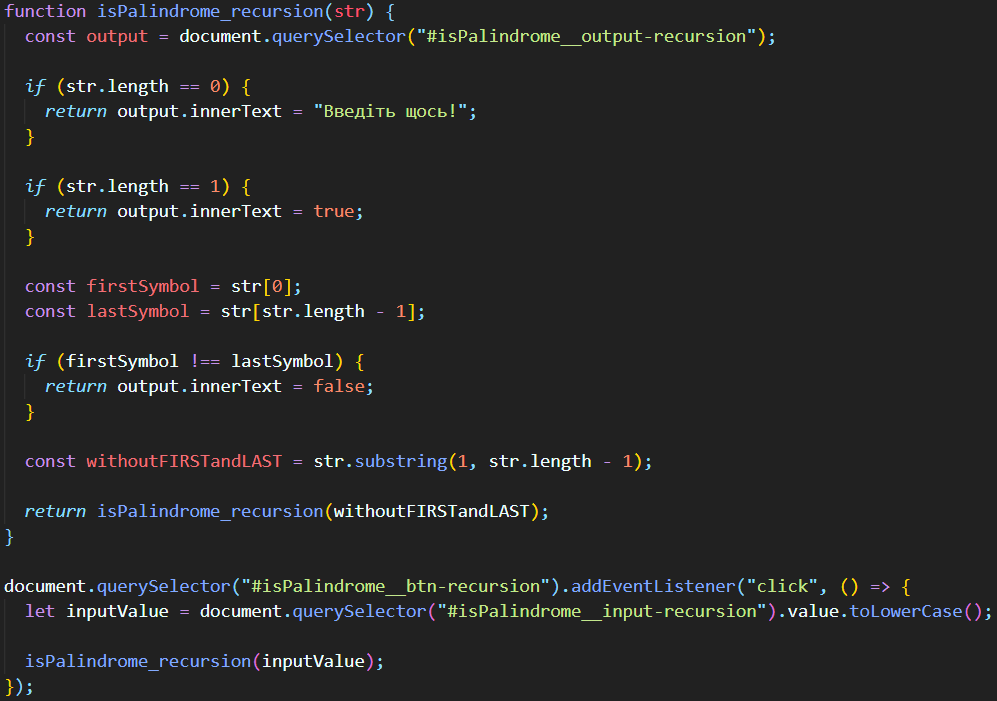 function isPalindrome_recursion(str) {
  const output = document.querySelector("#isPalindrome__output-recursion");

  if (str.length == 0) {
    return output.innerText = "Введіть щось!";
  }

  if (str.length == 1) {
    return output.innerText = true;
  }

  const firstSymbol = str[0];
  const lastSymbol = str[str.length - 1];

  if (firstSymbol !== lastSymbol) {
    return output.innerText = false;
  }

  const withoutFIRSTandLAST = str.substring(1, str.length - 1);

  return isPalindrome_recursion(withoutFIRSTandLAST);
}

document.querySelector("#isPalindrome__btn-recursion").addEventListener("click", () => {
  let inputValue = document.querySelector("#isPalindrome__input-recursion").value.toLowerCase();

  isPalindrome_recursion(inputValue);
});